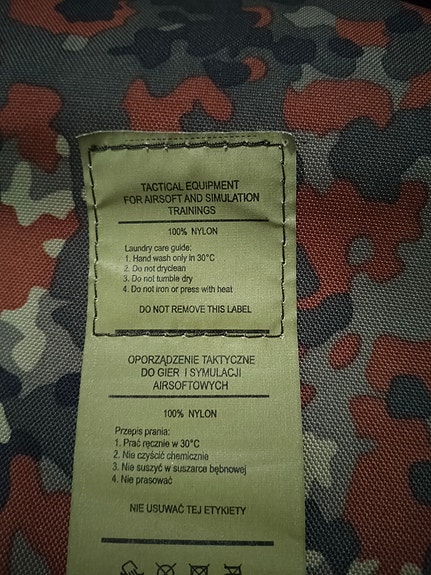 TACTICAL EQUIPMENT
FOR AIRSOFT AND SIMULATION
TRAININGS
100% NYLON
Laundry care guide:
1. Hand wash only in 30°C
2. Do not dryclean
3. Do not tumble dry
4. Do not iron or press with heat
DO NOT REMOVE THIS LABEL
OPORZĄDZENIE TAKTYCZNE
DO GIER I SYMULACJI
AIRSOFTOWYCH
100% NYLON
Przepis prania:
1. Prać ręcznie w 30°C
2. Nie czyścić chemicznie
3. Nie suszyć w suszarce bębnowej
4. Nie prasować
NIE USUWAĆ TEJ ETYKIETY